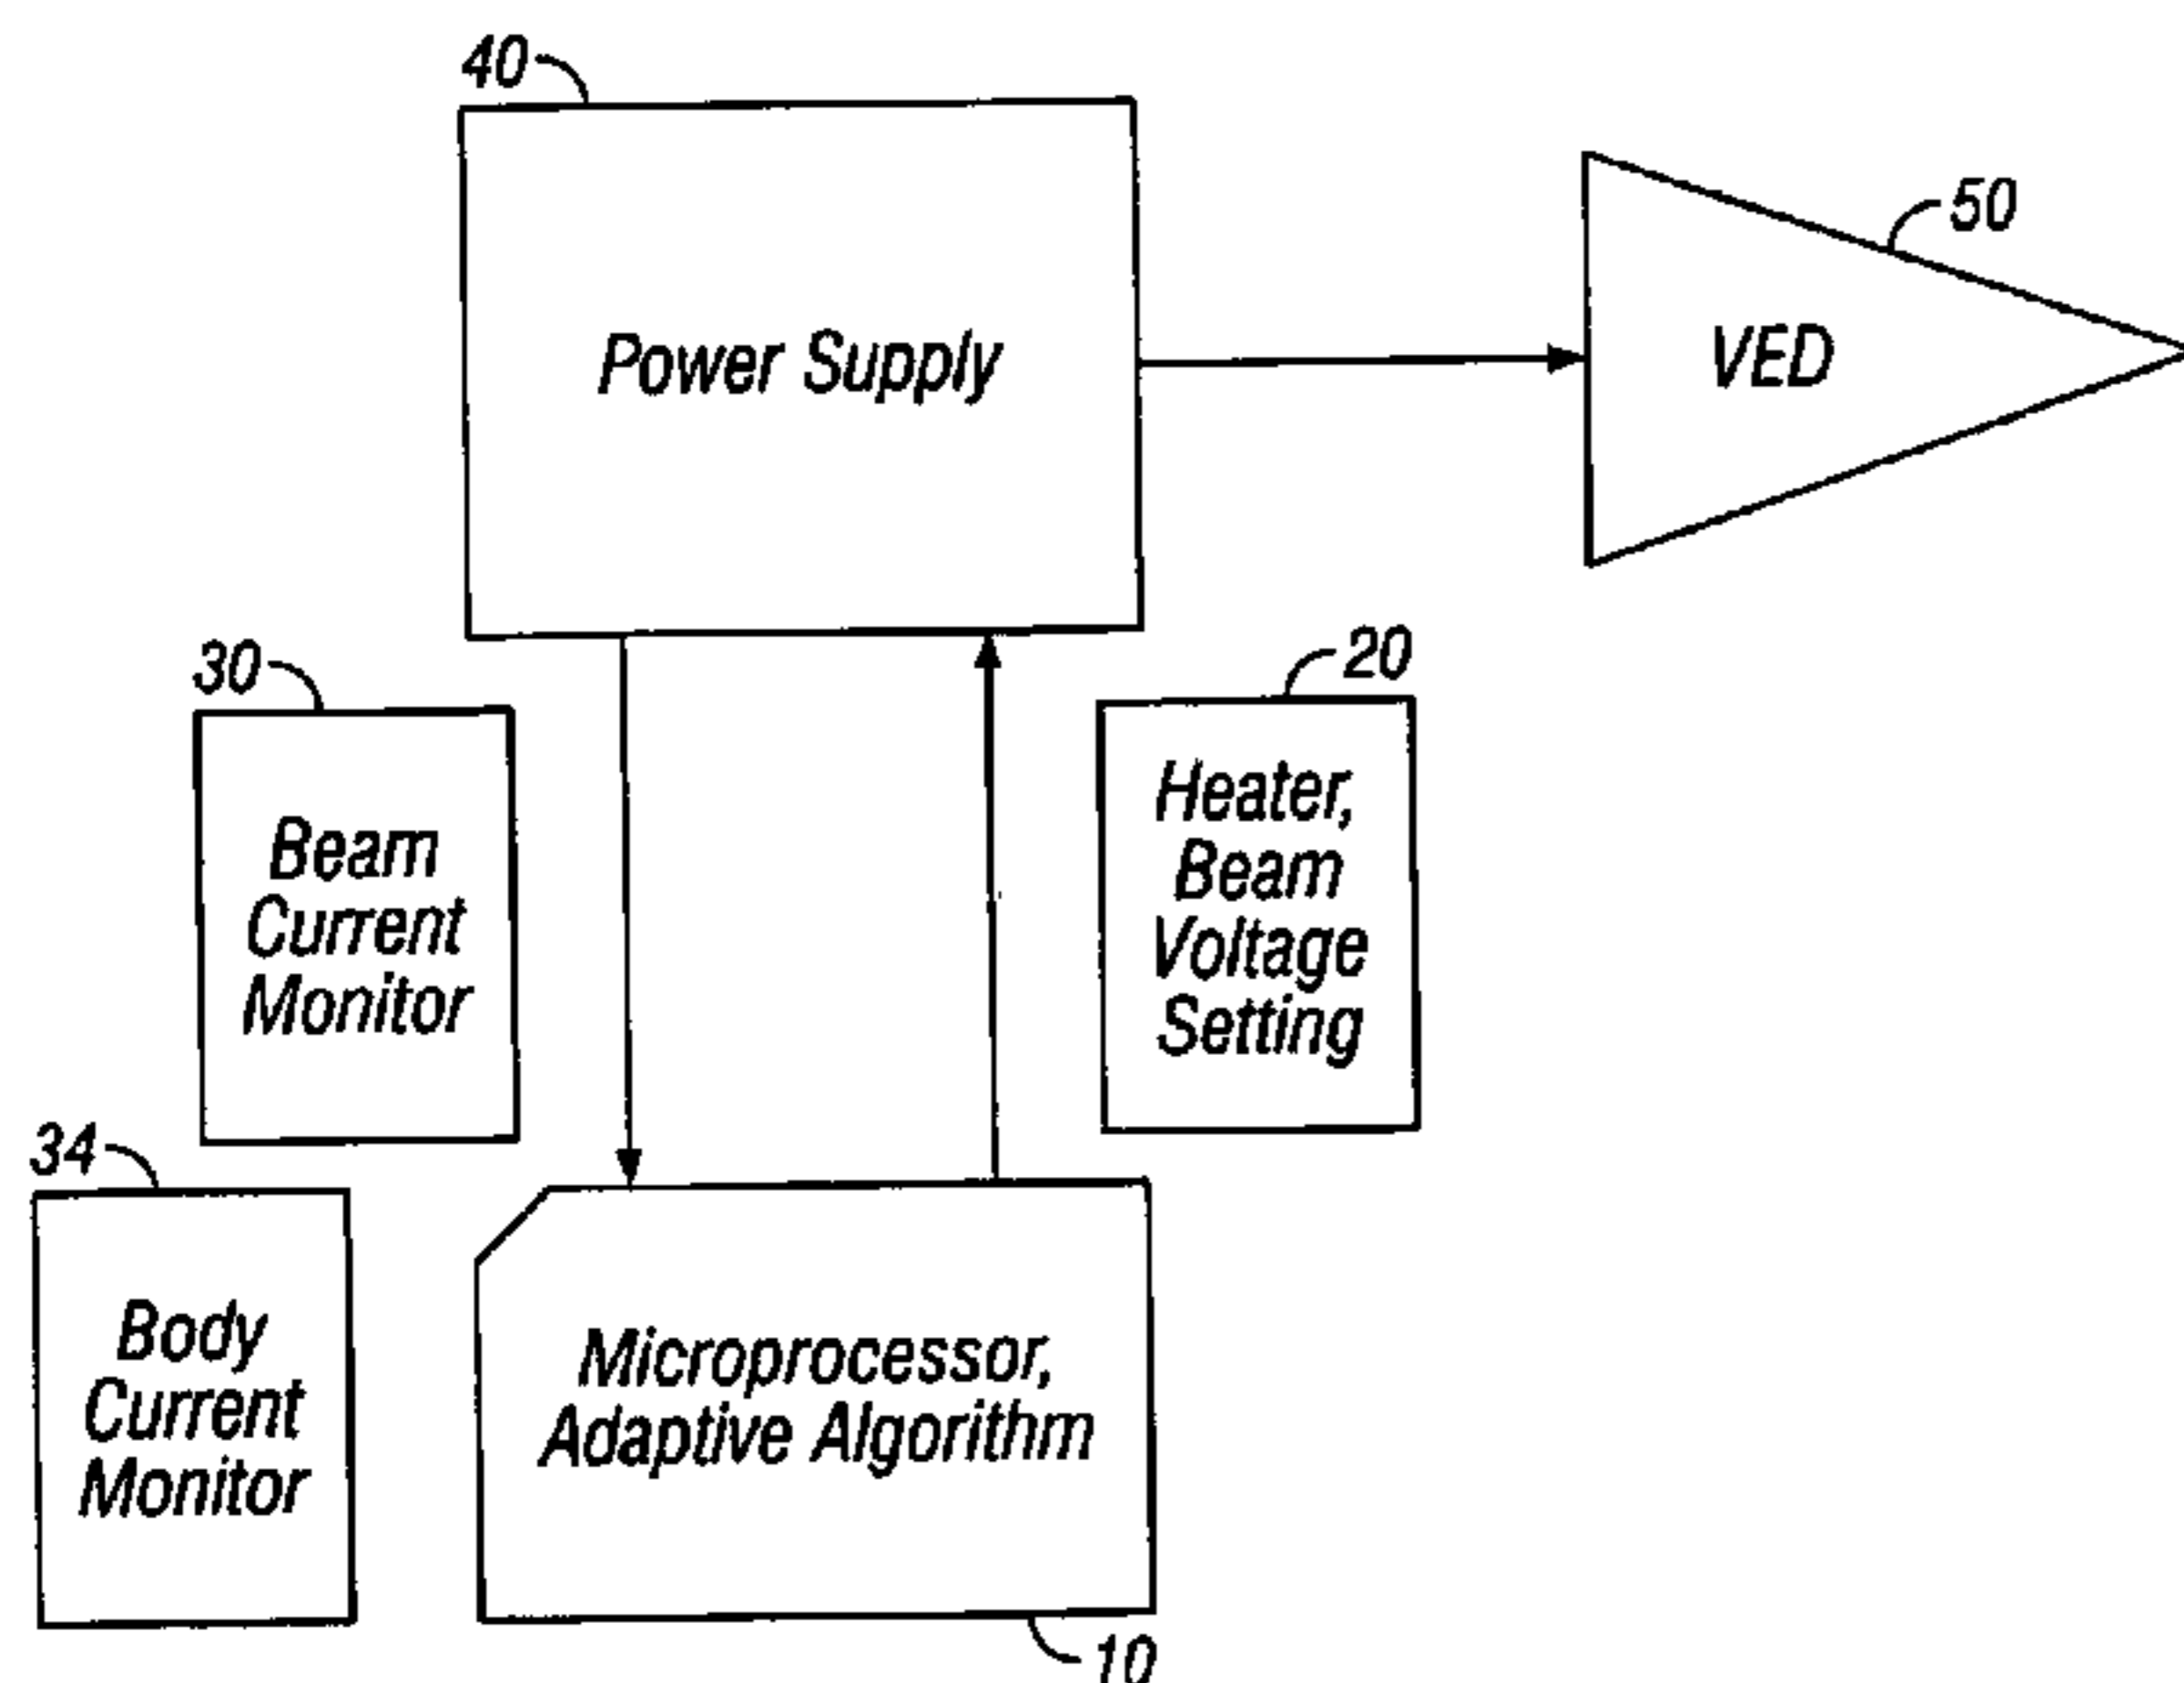 40
Power Supply
50
VED
30
Beam
Current
Monitor
20
Heater,
Beam
Voltage
Setting
34
Body
Current
Monitor
Microprocessor,
Adaptive Algorithm
10